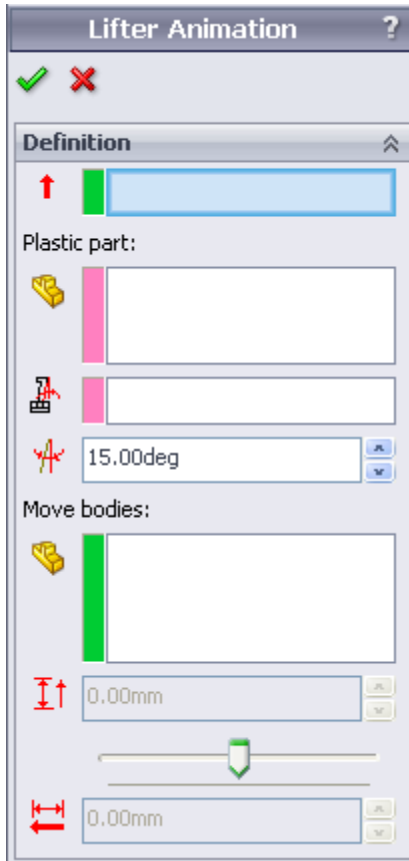 Lifter Animation ?
Definition
Plastic part:
15.00deg
Move bodies:
0.00mm
0.00mm